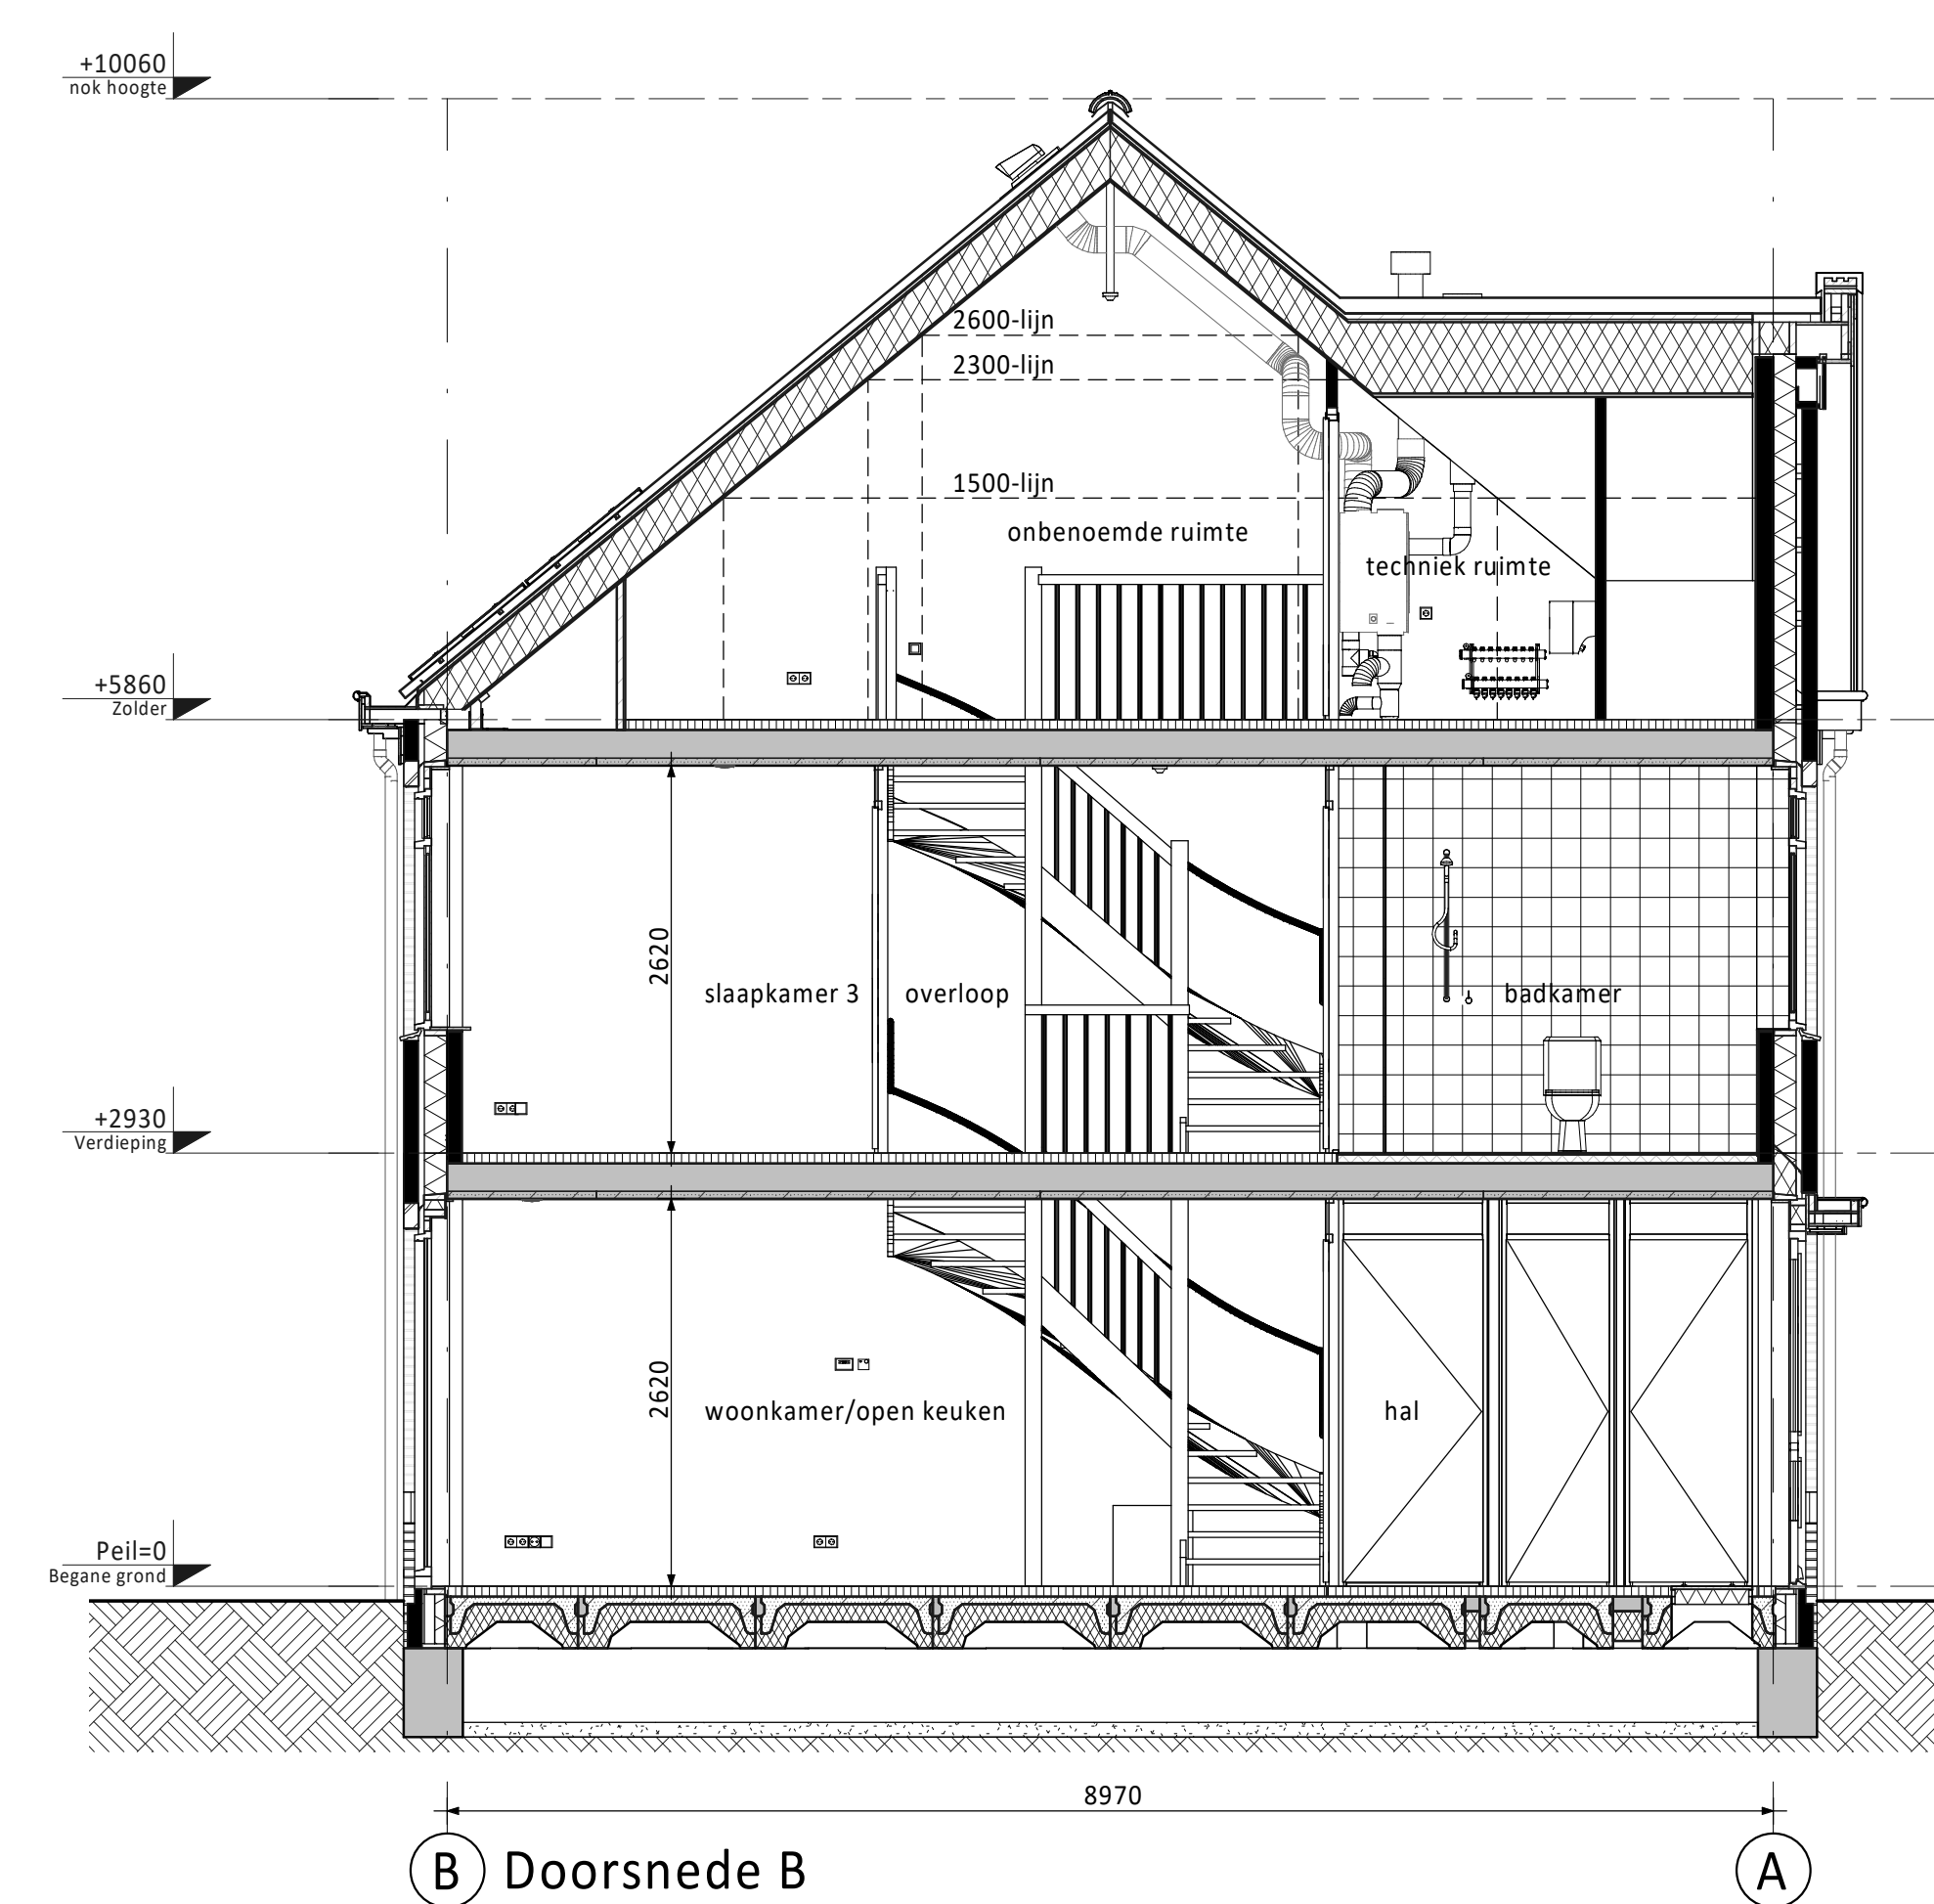 +10060
nok hoogte
2600-lijn
2300-lijn
1500-lijn
onbenoemde ruimte
techniek ruimte
+5860
Zolder
2620
slaapkamer 3
overloop
badkamer
+2930
Verdieping
2620
woonkamer/open keuken
hal
Peil=0
Begane grond
8970
B
Doorsnede B
A